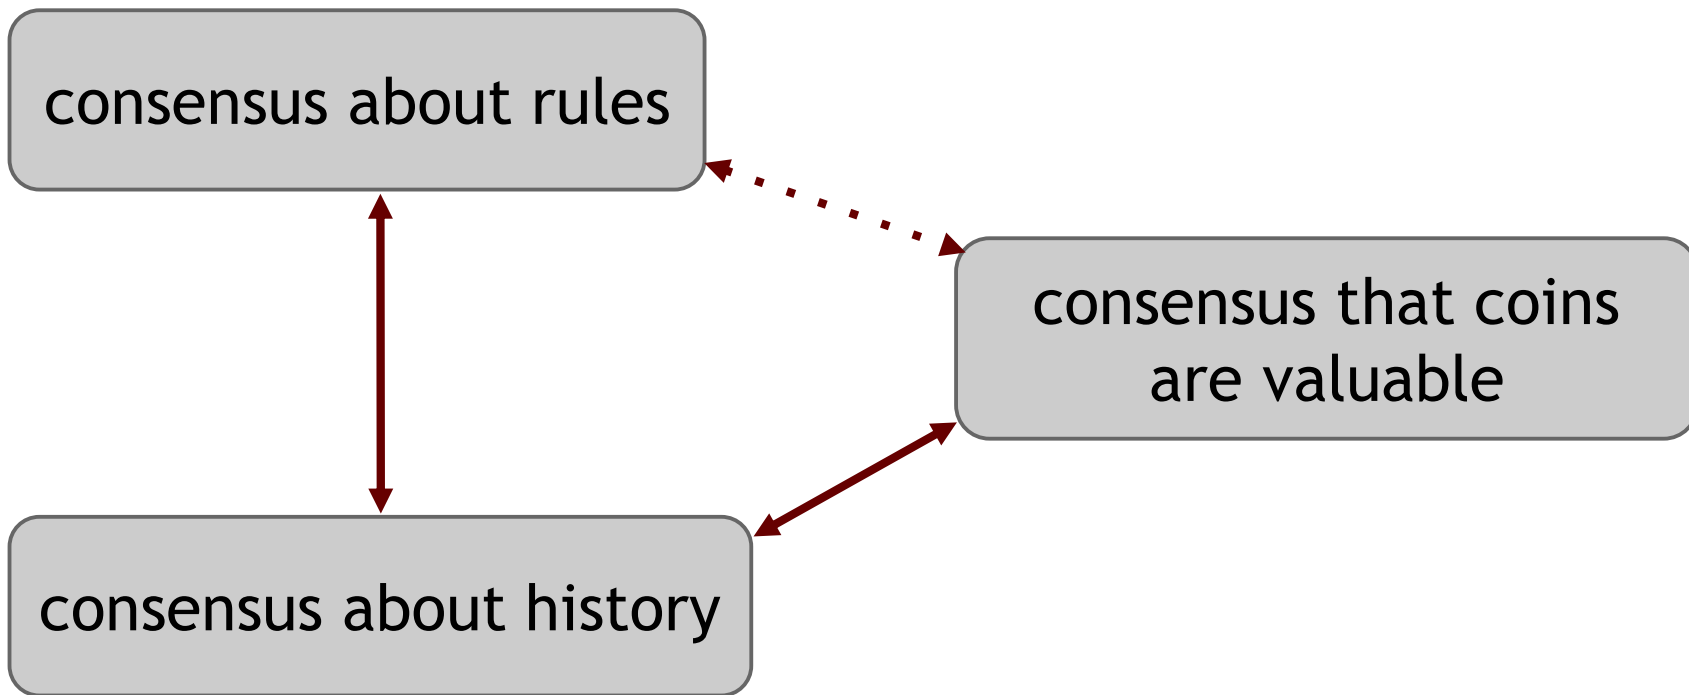 consensus about rules
consensus that coins
are valuable
consensus about history